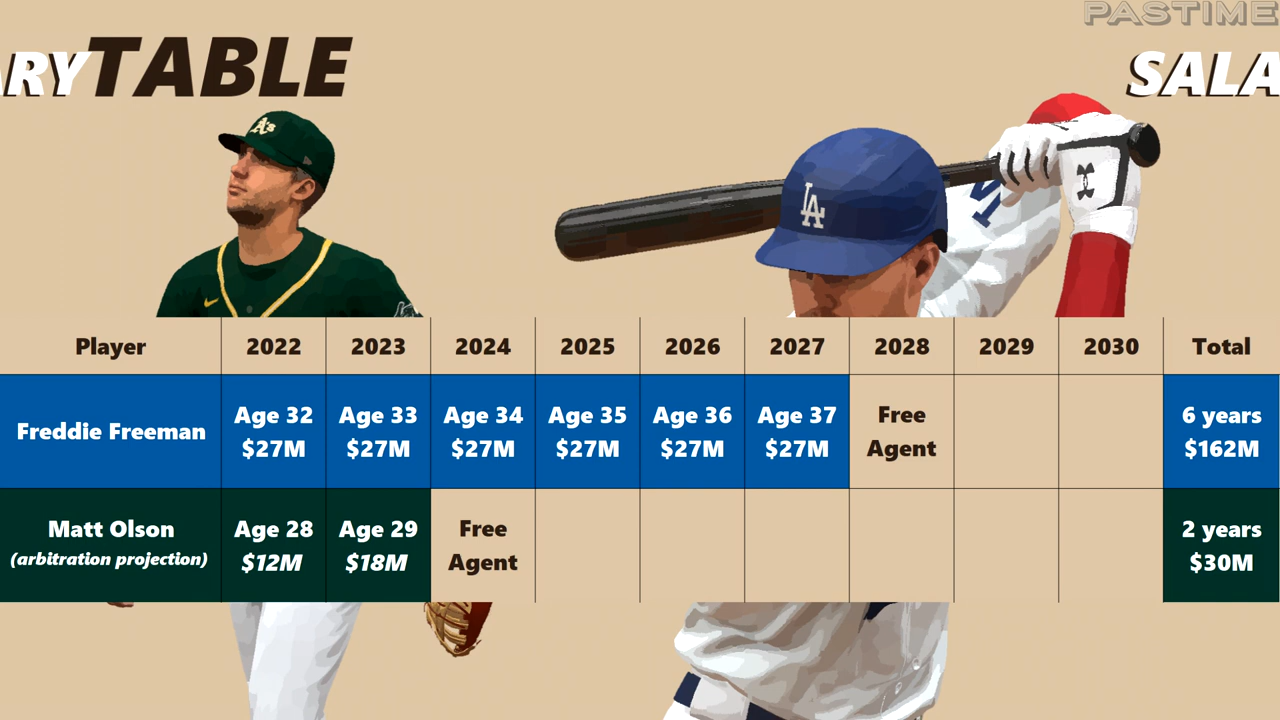 PASTIME
ARYTABLE SALA
A's
LA
Player 2022 2023 2024 2025 2026 2027 2028 2029 2030 Total
Freddie Freeman Age 32 Age 33 Age 34 Age 35 Age 36 Age 37 Free 6 years
$27M $27M $27M $27M $27M $27M Agent $162M
Matt Olson Age 28 Age 29 Free 2 years
(arbitration projection) $12M $18M Agent $30M